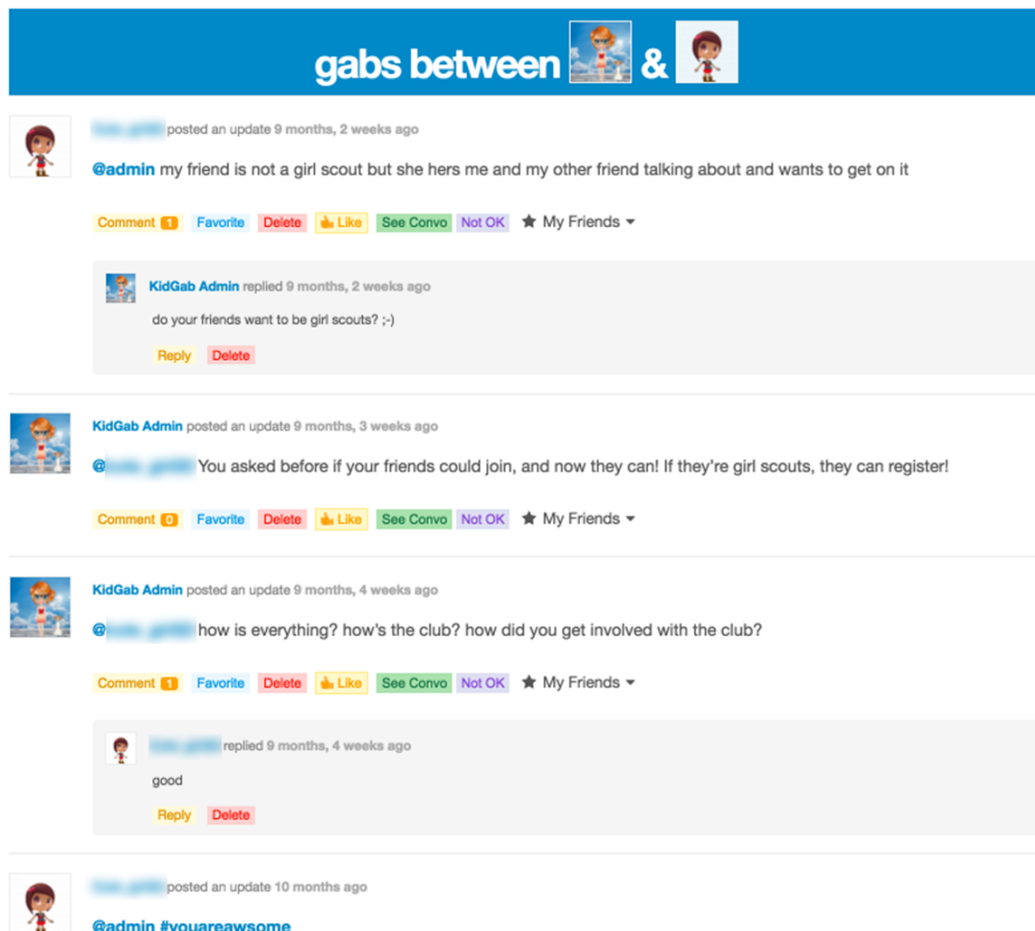 gabs between &
posted an update 9 months, 2 weeks ago
@admin my friend is not a girl scout but she hers me and my other friend talking about and wants to get on it
Comment 1 Favorite Delete Like See Convo Not OK My Friends
KidGab Admin replied 9 months, 2 weeks ago
do your friends want to be girl scouts? ;-)
Reply Delete
KidGab Admin posted an update 9 months, 3 weeks ago
@ You asked before if your friends could join, and now they can! If they're girl scouts, they can register!
Comment 0 Favorite Delete Like See Convo Not OK My Friends
KidGab Admin posted an update 9 months, 4 weeks ago
@ how is everything? how's the club? how did you get involved with the club?
Comment 1 Favorite Delete Like See Convo Not OK My Friends
replied 9 months, 4 weeks ago
good
Reply Delete
posted an update 10 months ago
@admin #youareawsome